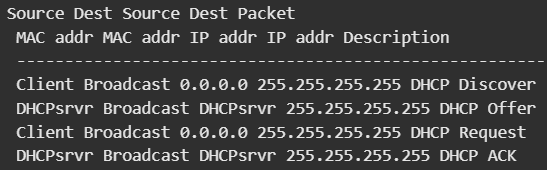 Source Dest Source Dest Packet
MAC addr MAC addr IP addr IP addr Description
-----------------------------------------------------
Client Broadcast 0.0.0.0 255.255.255.255 DHCP Discover
DHCPsrvr Broadcast DHCPsrvr 255.255.255.255 DHCP Offer
Client Broadcast 0.0.0.0 255.255.255.255 DHCP Request
DHCPsrvr Broadcast DHCPsrvr 255.255.255.255 DHCP ACK